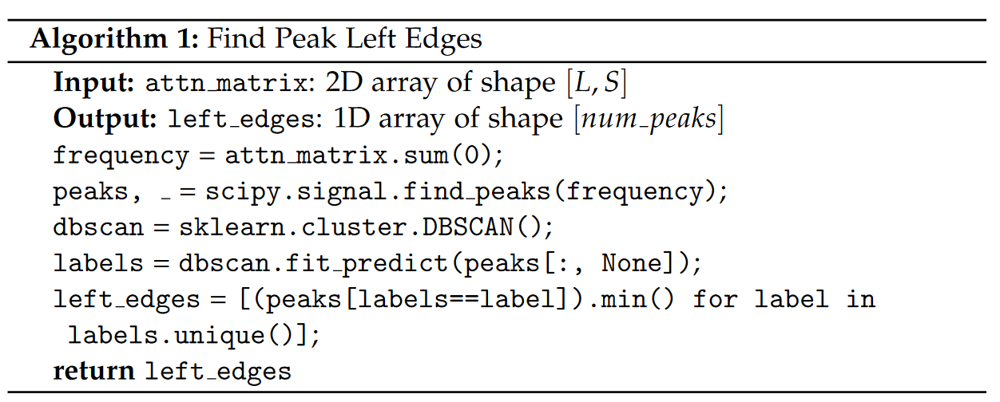 Algorithm 1: Find Peak Left Edges
Input: attn_matrix: 2D array of shape [L, S]
Output: left_edges: 1D array of shape [num_peaks]
frequency = attn_matrix.sum(0);
peaks, _ = scipy.signal.find_peaks(frequency);
dbscan = sklearn.cluster.DBSCAN();
labels = dbscan.fit_predict(peaks[:, None]);
left_edges = [(peaks[labels==label]).min() for label in
labels.unique()];
return left_edges